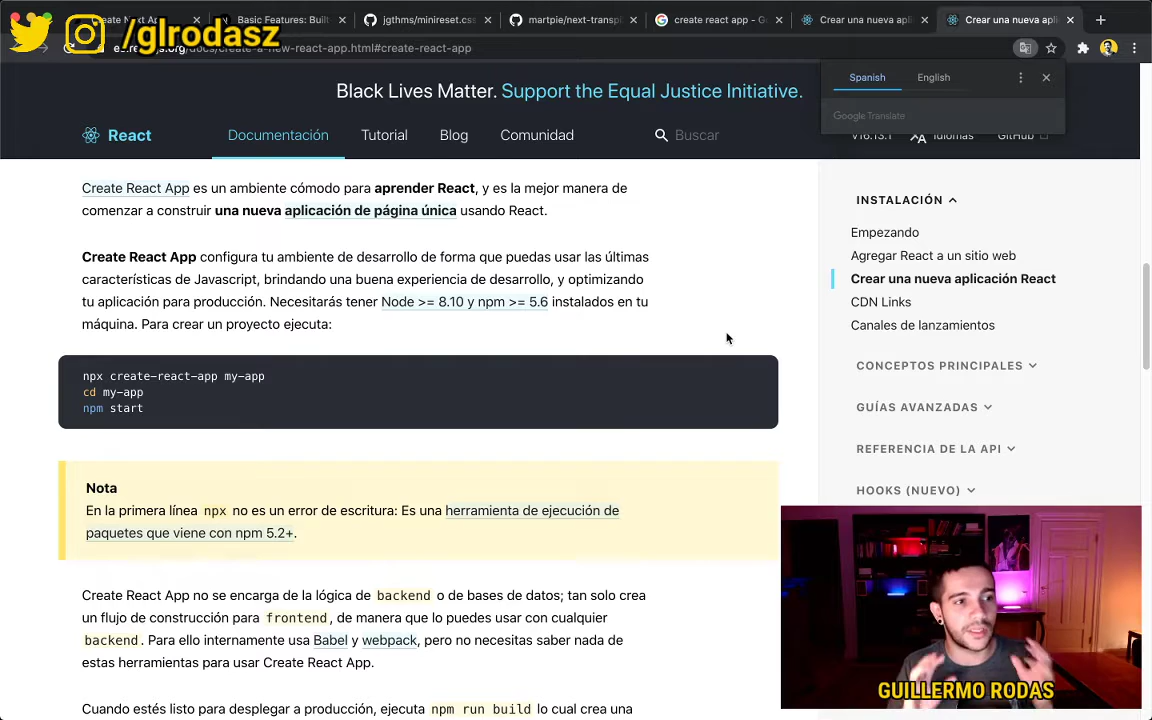 /glrodasz
Create Next App
Basic Features: Built
jgthms/minireset.css
martpie/next-transpi
create react app - G
Crear una nueva apli
Crear una nueva apli
es.reactjs.org/docs/create-a-new-react-app.html#create-react-app
Spanish
English
Google Translate
Black Lives Matter. Support the Equal Justice Initiative.
React
Documentación
Tutorial
Blog
Comunidad
Buscar
v16.13.1
Idiomas
GitHub
Create React App es un ambiente cómodo para aprender React, y es la mejor manera de
comenzar a construir una nueva aplicación de página única usando React.
Create React App configura tu ambiente de desarrollo de forma que puedas usar las últimas
características de Javascript, brindando una buena experiencia de desarrollo, y optimizando
tu aplicación para producción. Necesitarás tener Node >= 8.10 y npm >= 5.6 instalados en tu
máquina. Para crear un proyecto ejecuta:
npx create-react-app my-app
cd my-app
npm start
Nota
En la primera línea npx no es un error de escritura: Es una herramienta de ejecución de
paquetes que viene con npm 5.2+.
Create React App no se encarga de la lógica de backend o de bases de datos; tan solo crea
un flujo de construcción para frontend, de manera que lo puedes usar con cualquier
backend. Para ello internamente usa Babel y webpack, pero no necesitas saber nada de
estas herramientas para usar Create React App.
Cuando estés listo para desplegar a producción, ejecuta npm run build lo cual crea una
INSTALACIÓN
Empezando
Agregar React a un sitio web
Crear una nueva aplicación React
CDN Links
Canales de lanzamientos
CONCEPTOS PRINCIPALES
GUÍAS AVANZADAS
REFERENCIA DE LA API
HOOKS (NUEVO)
GUILLERMO RODAS